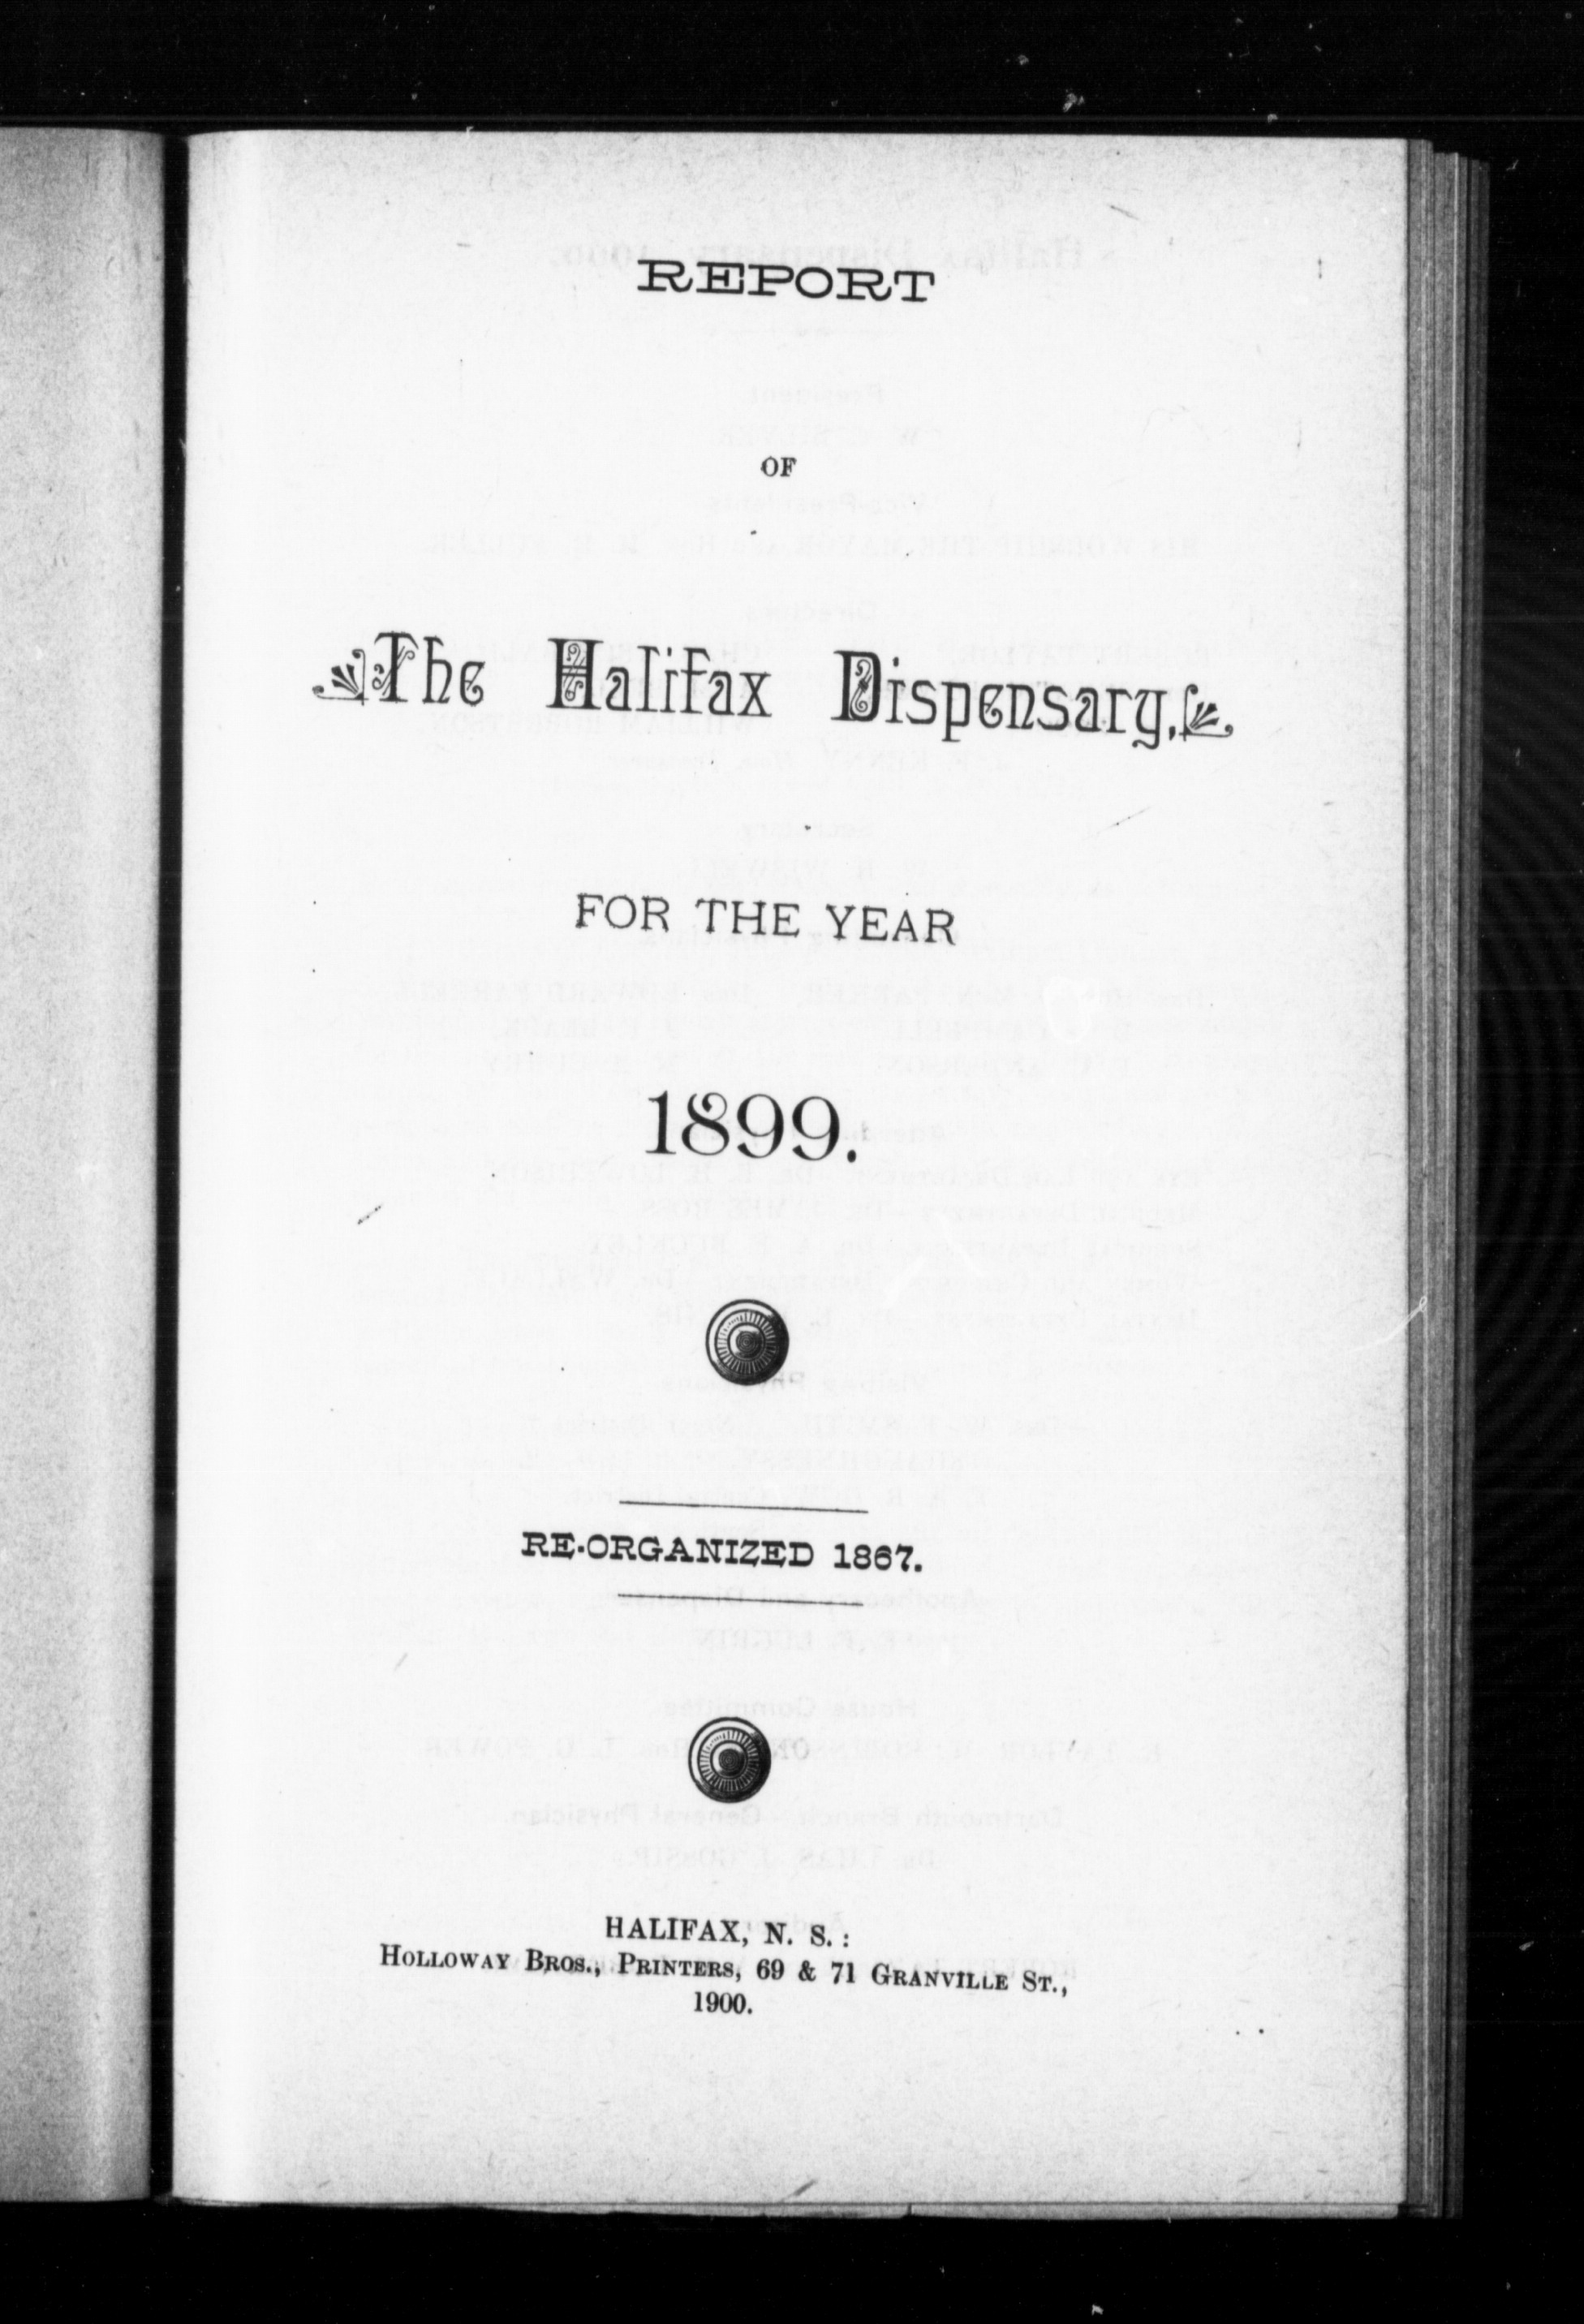 REPORT
OF
The Halifax Dispensary,
FOR THE YEAR
1899.
RE-ORGANIZED 1867.
HALIFAX, N. S.:
HOLLOWAY BROS., PRINTERS, 69 & 71 GRANVILLE ST.,
1900.